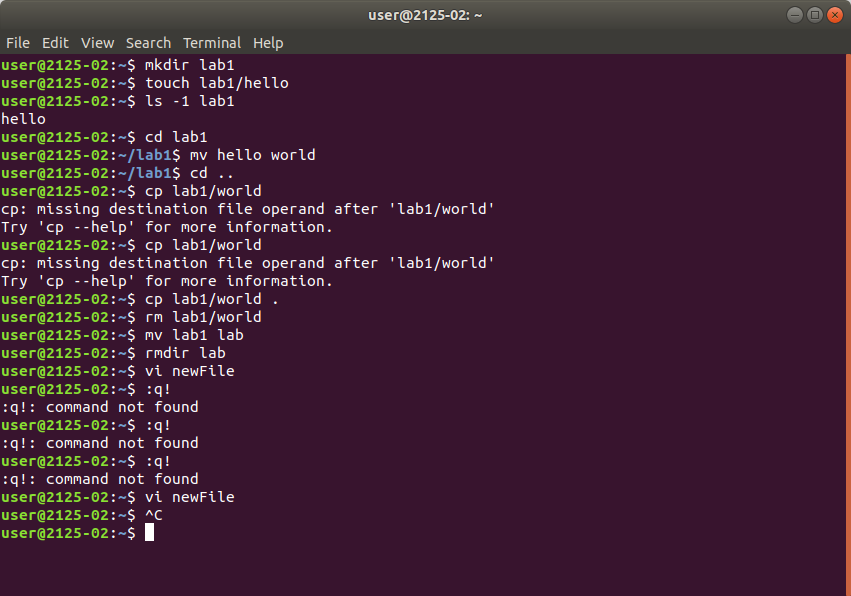 user@2125-02: ~
File Edit View Search Terminal Help
user@2125-02:~$ mkdir lab1
user@2125-02:~$ touch lab1/hello
user@2125-02:~$ ls -1 lab1
hello
user@2125-02:~$ cd lab1
user@2125-02:~/lab1$ mv hello world
user@2125-02:~/lab1$ cd ..
user@2125-02:~$ cp lab1/world
cp: missing destination file operand after 'lab1/world'
Try 'cp --help' for more information.
user@2125-02:~$ cp lab1/world
cp: missing destination file operand after 'lab1/world'
Try 'cp --help' for more information.
user@2125-02:~$ cp lab1/world .
user@2125-02:~$ rm lab1/world
user@2125-02:~$ mv lab1 lab
user@2125-02:~$ rmdir lab
user@2125-02:~$ vi newFile
user@2125-02:~$ :q!
:q!: command not found
user@2125-02:~$ :q!
:q!: command not found
user@2125-02:~$ :q!
:q!: command not found
user@2125-02:~$ vi newFile
user@2125-02:~$ ^C
user@2125-02:~$